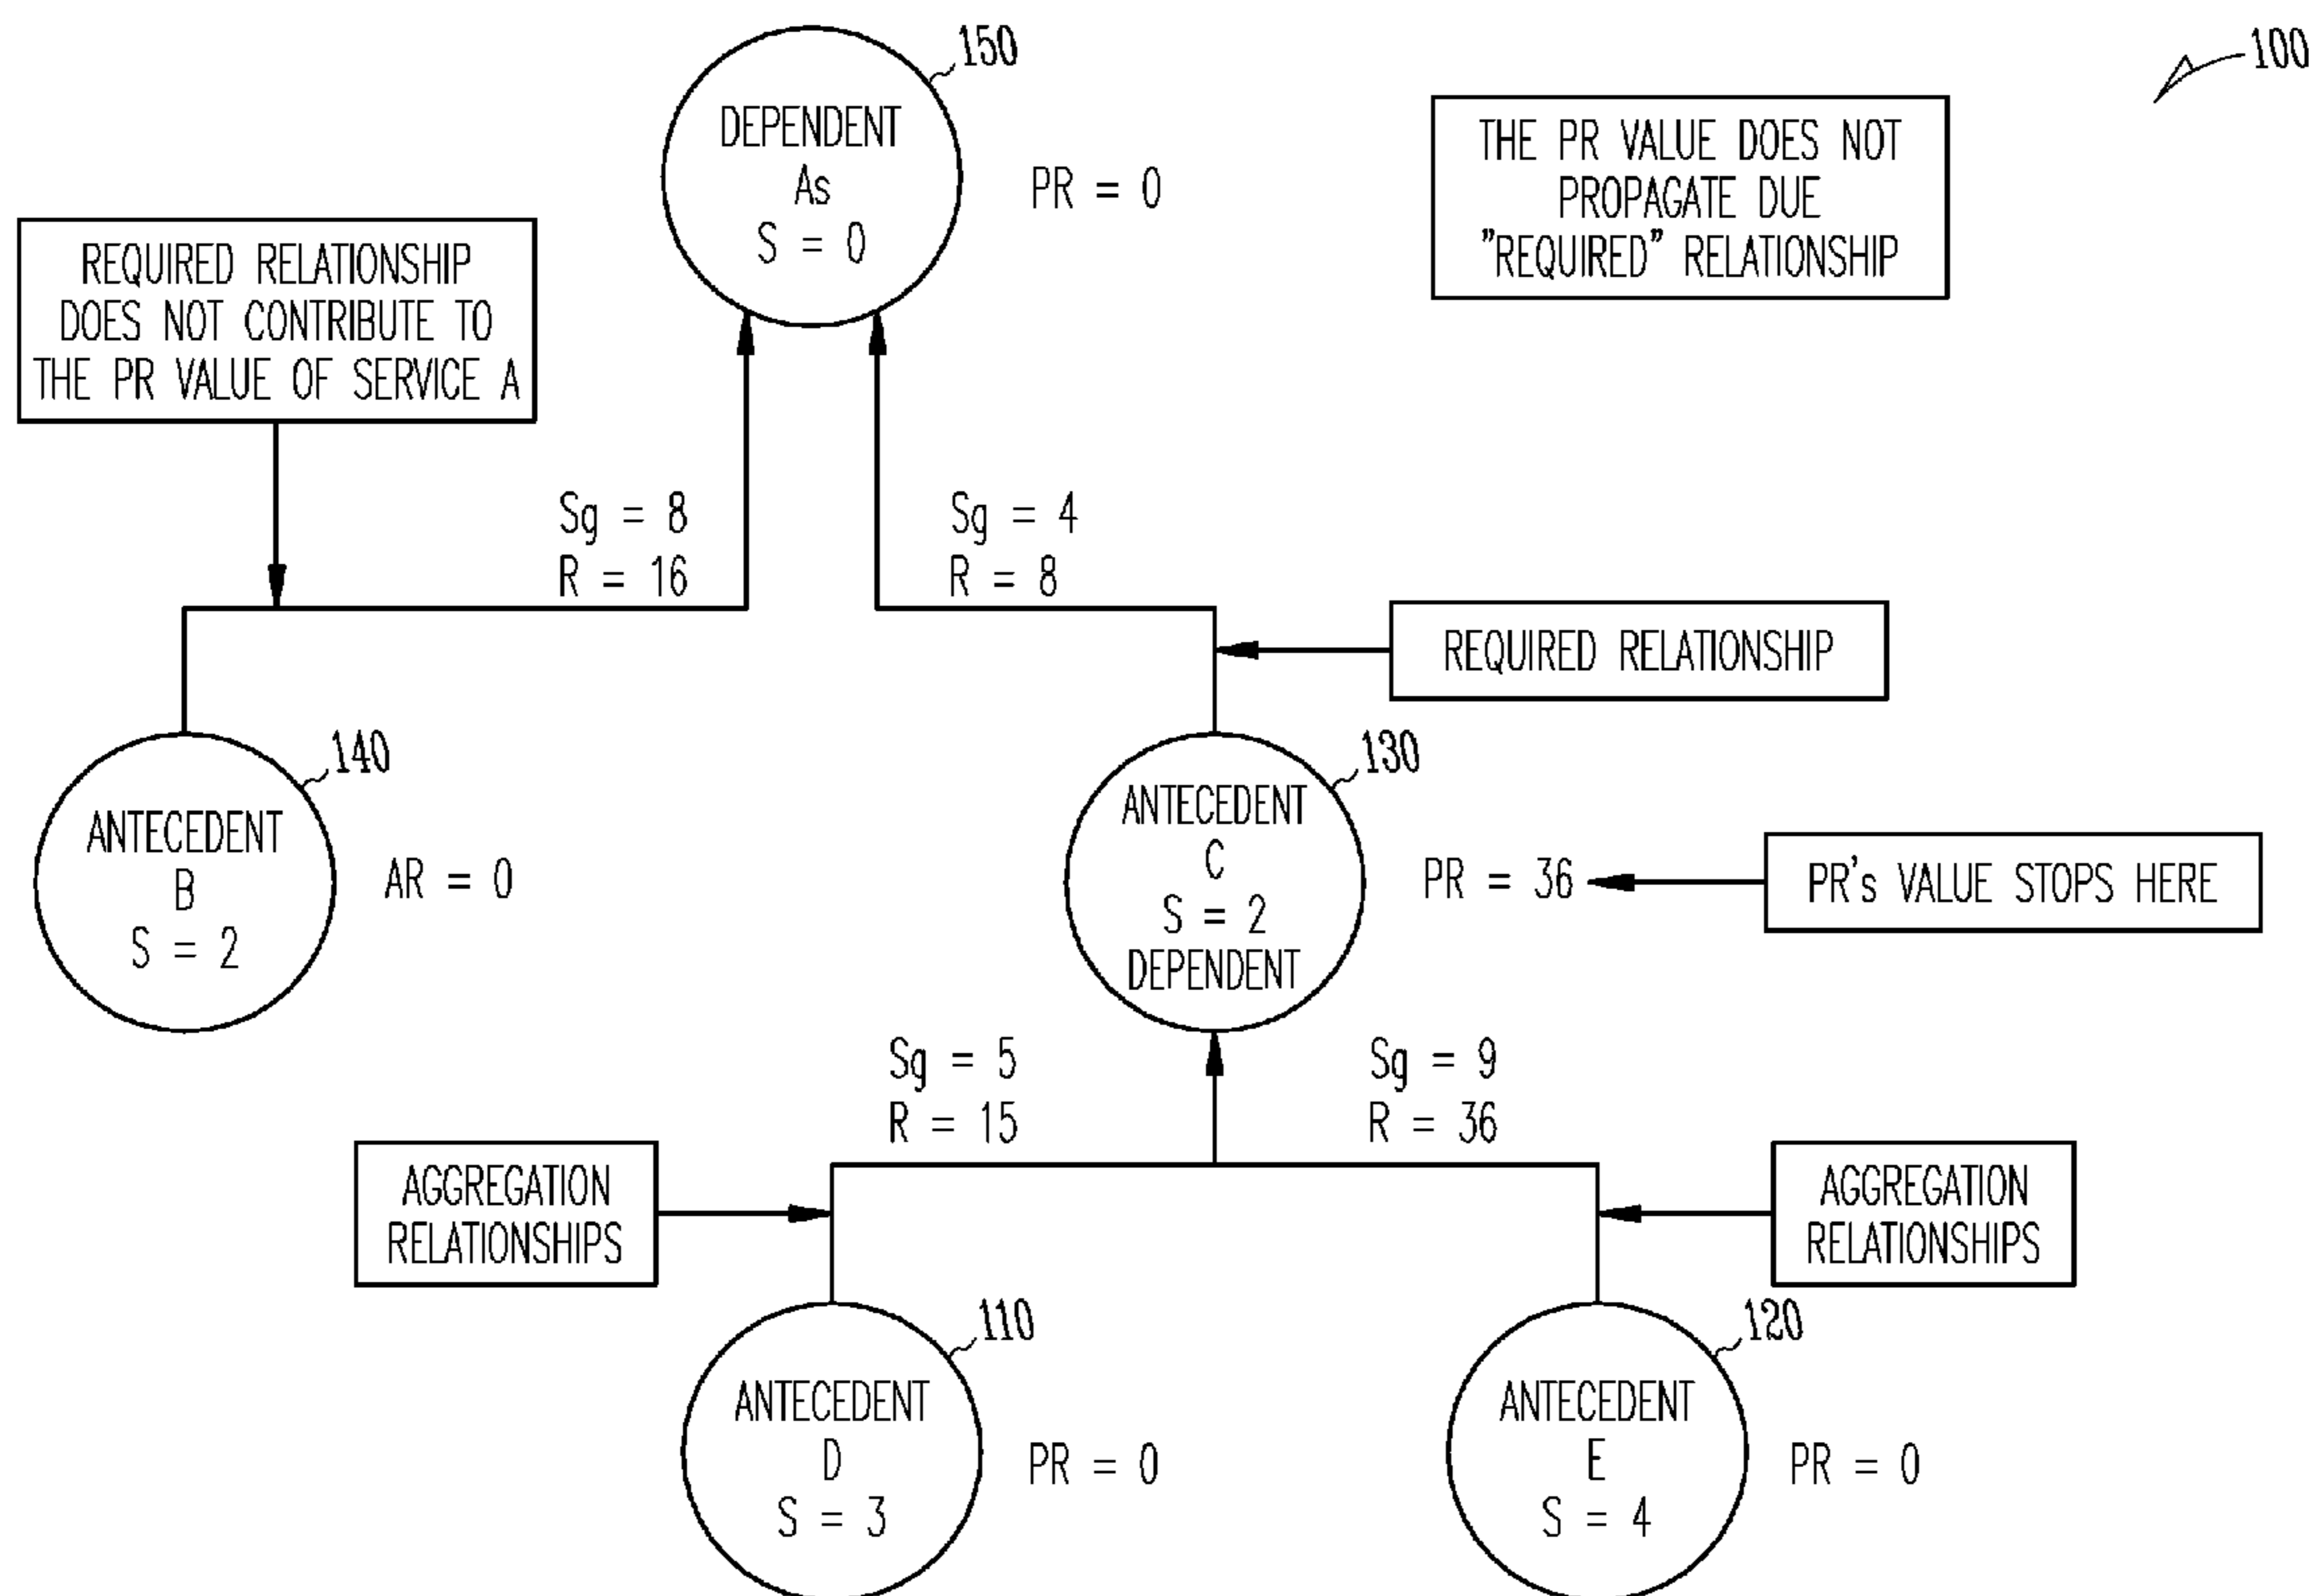 150
100
DEPENDENT
As
S = 0
PR = 0
THE PR VALUE DOES NOT
PROPAGATE DUE
"REQUIRED" RELATIONSHIP
REQUIRED RELATIONSHIP
DOES NOT CONTRIBUTE TO
THE PR VALUE OF SERVICE A
Sg = 8
R = 16
Sg = 4
R = 8
REQUIRED RELATIONSHIP
140
ANTECEDENT
B
S = 2
AR = 0
130
ANTECEDENT
C
S = 2
DEPENDENT
PR = 36
PR's VALUE STOPS HERE
Sg = 5
R = 15
Sg = 9
R = 36
AGGREGATION
RELATIONSHIPS
AGGREGATION
RELATIONSHIPS
110
ANTECEDENT
D
S = 3
PR = 0
120
ANTECEDENT
E
S = 4
PR = 0